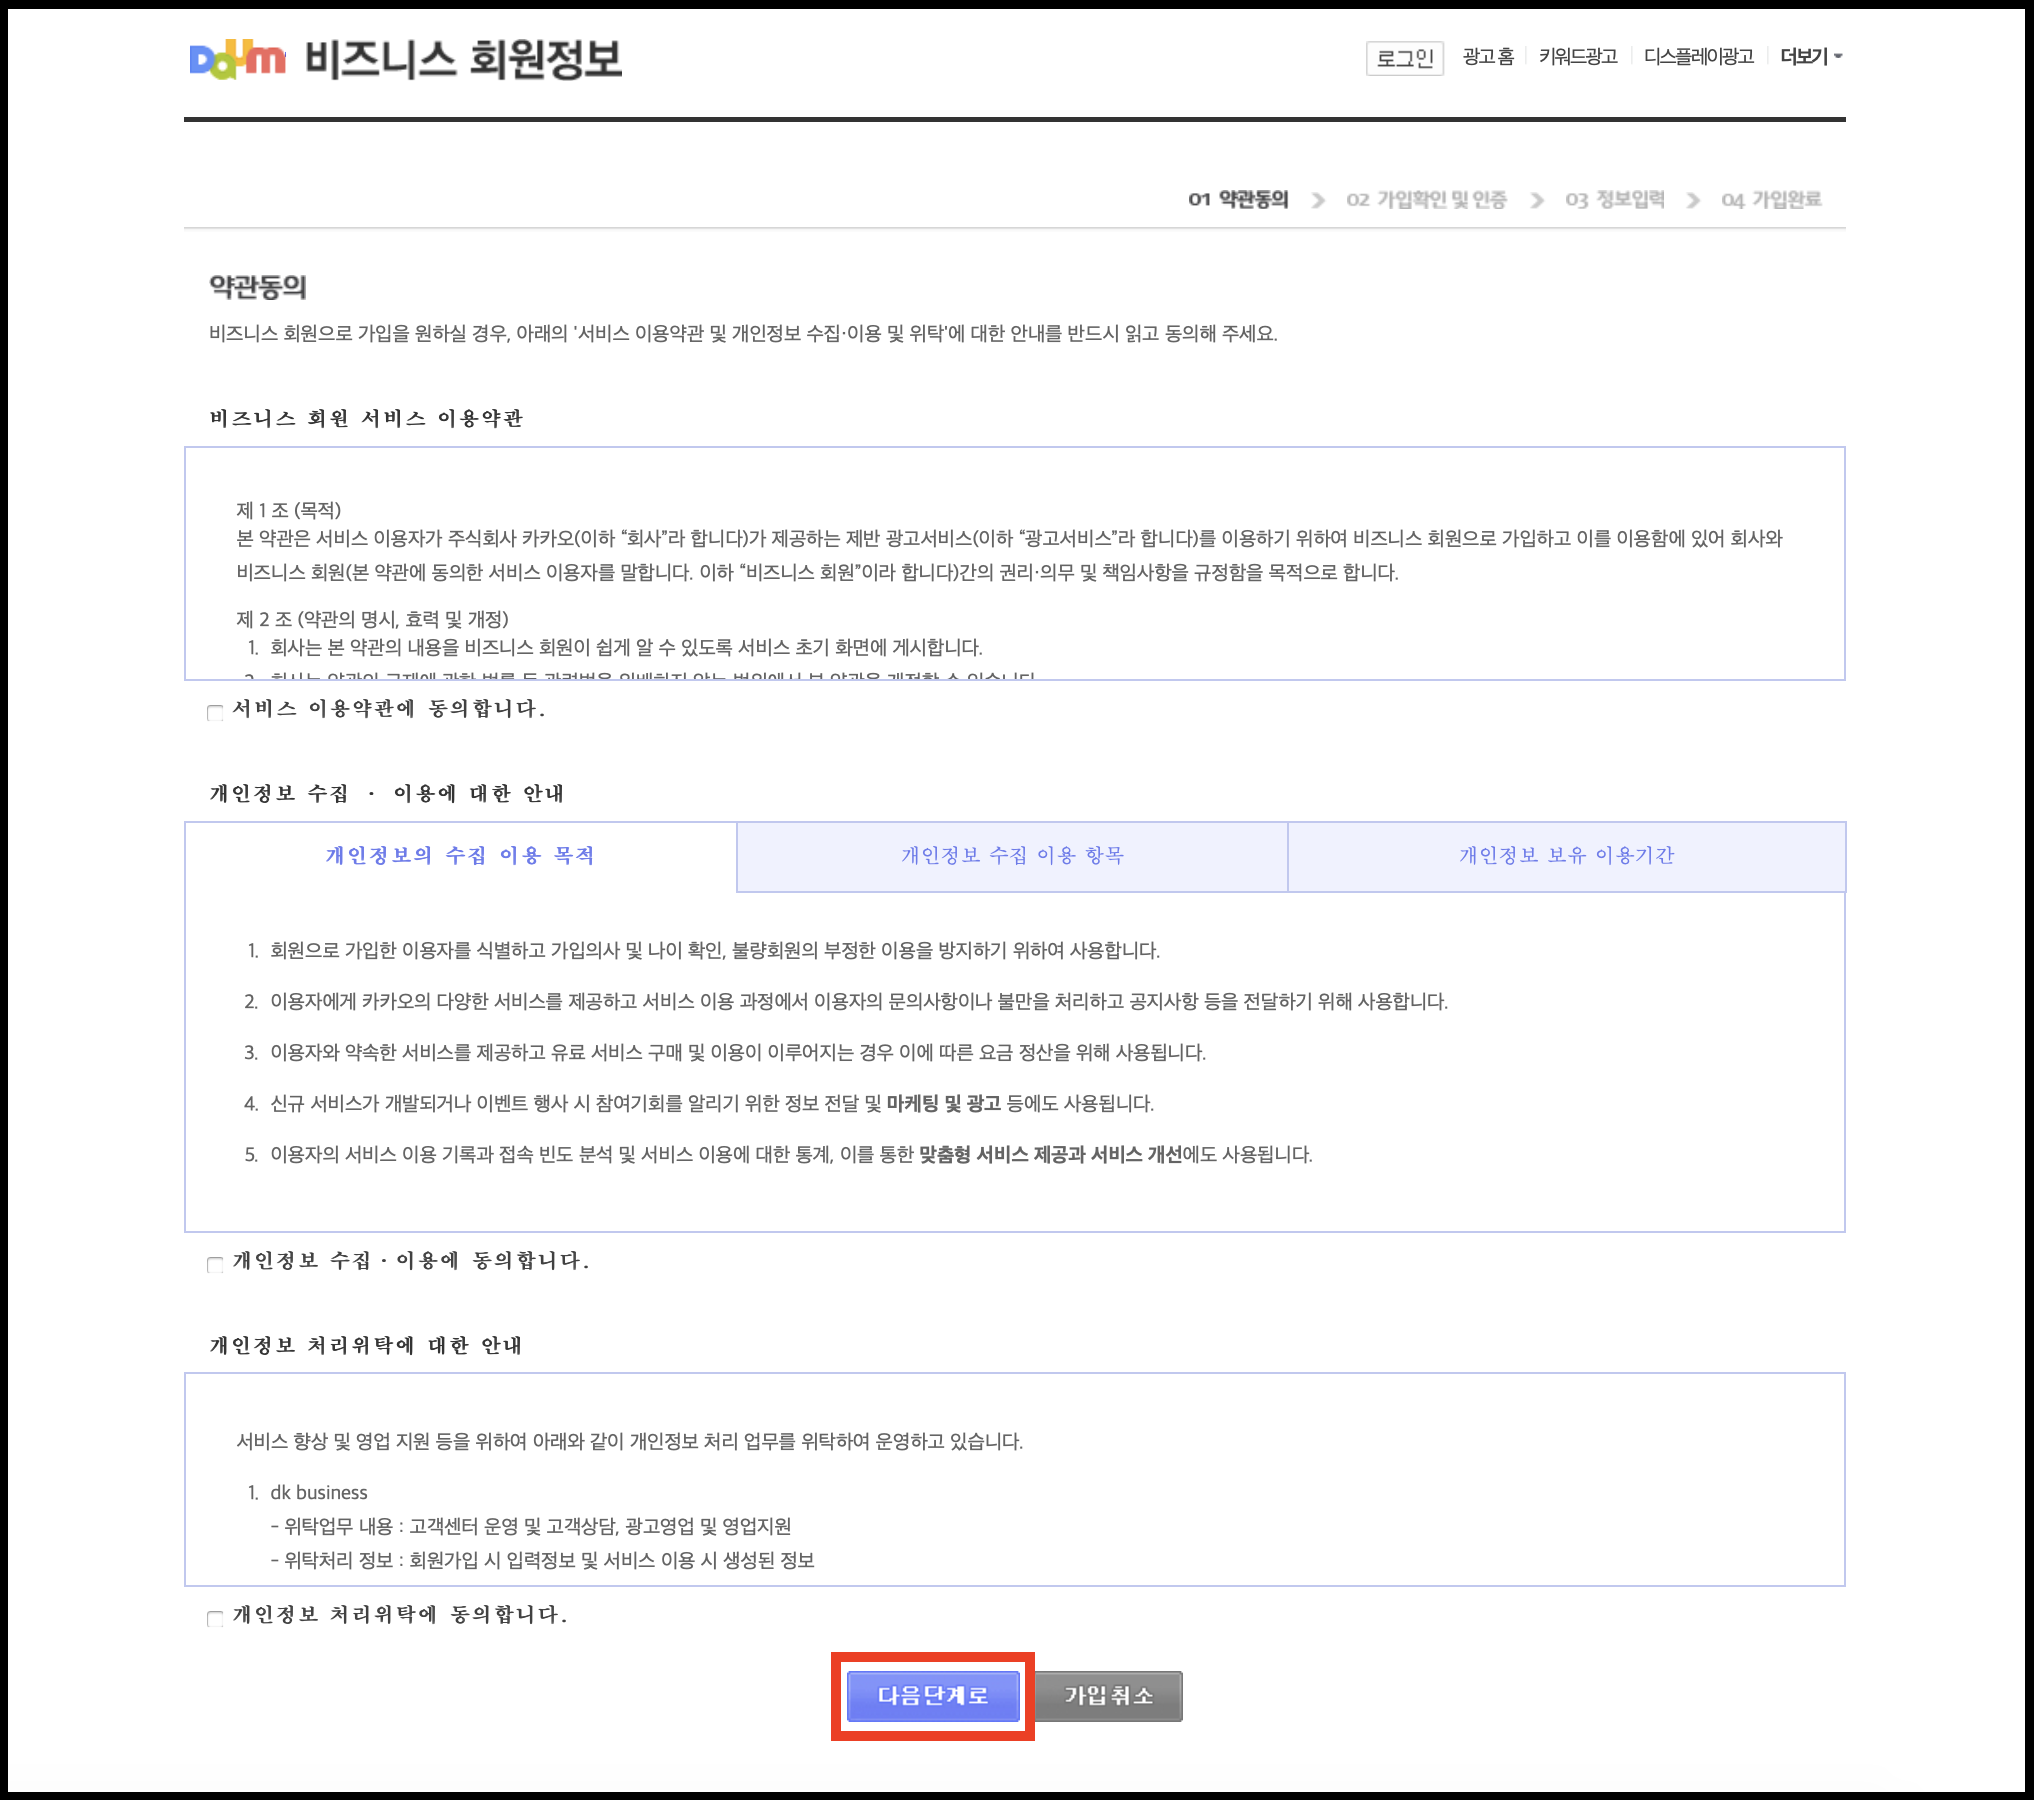 Daum 비즈니스 회원정보
로그인 광고 홈 키워드광고 디스플레이광고 더보기
01 약관동의 02 가입확인 및 인증 03 정보입력 04 가입완료
약관동의
비즈니스 회원으로 가입을 원하실 경우, 아래의 '서비스 이용약관 및 개인정보 수집·이용 및 위탁'에 대한 안내를 반드시 읽고 동의해 주세요.
비즈니스 회원 서비스 이용약관
제 1 조 (목적)
본 약관은 서비스 이용자가 주식회사 카카오(이하 “회사”라 합니다)가 제공하는 제반 광고서비스(이하 “광고서비스”라 합니다)를 이용하기 위하여 비즈니스 회원으로 가입하고 이를 이용함에 있어 회사와
비즈니스 회원(본 약관에 동의한 서비스 이용자를 말합니다. 이하 “비즈니스 회원”이라 합니다)간의 권리·의무 및 책임사항을 규정함을 목적으로 합니다.
제 2 조 (약관의 명시, 효력 및 개정)
1. 회사는 본 약관의 내용을 비즈니스 회원이 쉽게 알 수 있도록 서비스 초기 화면에 게시합니다.
2. 회사는 약관의 규제에 관한 법률 등 관련법을 위배하지 않는 범위에서 본 약관을 개정할 수 있습니다.
서비스 이용약관에 동의합니다.
개인정보 수집 · 이용에 대한 안내
개인정보의 수집 이용 목적 개인정보 수집 이용 항목 개인정보 보유 이용기간
1. 회원으로 가입한 이용자를 식별하고 가입의사 및 나이 확인, 불량회원의 부정한 이용을 방지하기 위하여 사용합니다.
2. 이용자에게 카카오의 다양한 서비스를 제공하고 서비스 이용 과정에서 이용자의 문의사항이나 불만을 처리하고 공지사항 등을 전달하기 위해 사용합니다.
3. 이용자와 약속한 서비스를 제공하고 유료 서비스 구매 및 이용이 이루어지는 경우 이에 따른 요금 정산을 위해 사용됩니다.
4. 신규 서비스가 개발되거나 이벤트 행사 시 참여기회를 알리기 위한 정보 전달 및 마케팅 및 광고 등에도 사용됩니다.
5. 이용자의 서비스 이용 기록과 접속 빈도 분석 및 서비스 이용에 대한 통계, 이를 통한 맞춤형 서비스 제공과 서비스 개선에도 사용됩니다.
개인정보 수집 · 이용에 동의합니다.
개인정보 처리위탁에 대한 안내
서비스 향상 및 영업 지원 등을 위하여 아래와 같이 개인정보 처리 업무를 위탁하여 운영하고 있습니다.
1. dk business
- 위탁업무 내용 : 고객센터 운영 및 고객상담, 광고영업 및 영업지원
- 위탁처리 정보 : 회원가입 시 입력정보 및 서비스 이용 시 생성된 정보
개인정보 처리위탁에 동의합니다.
다음단계로 가입취소